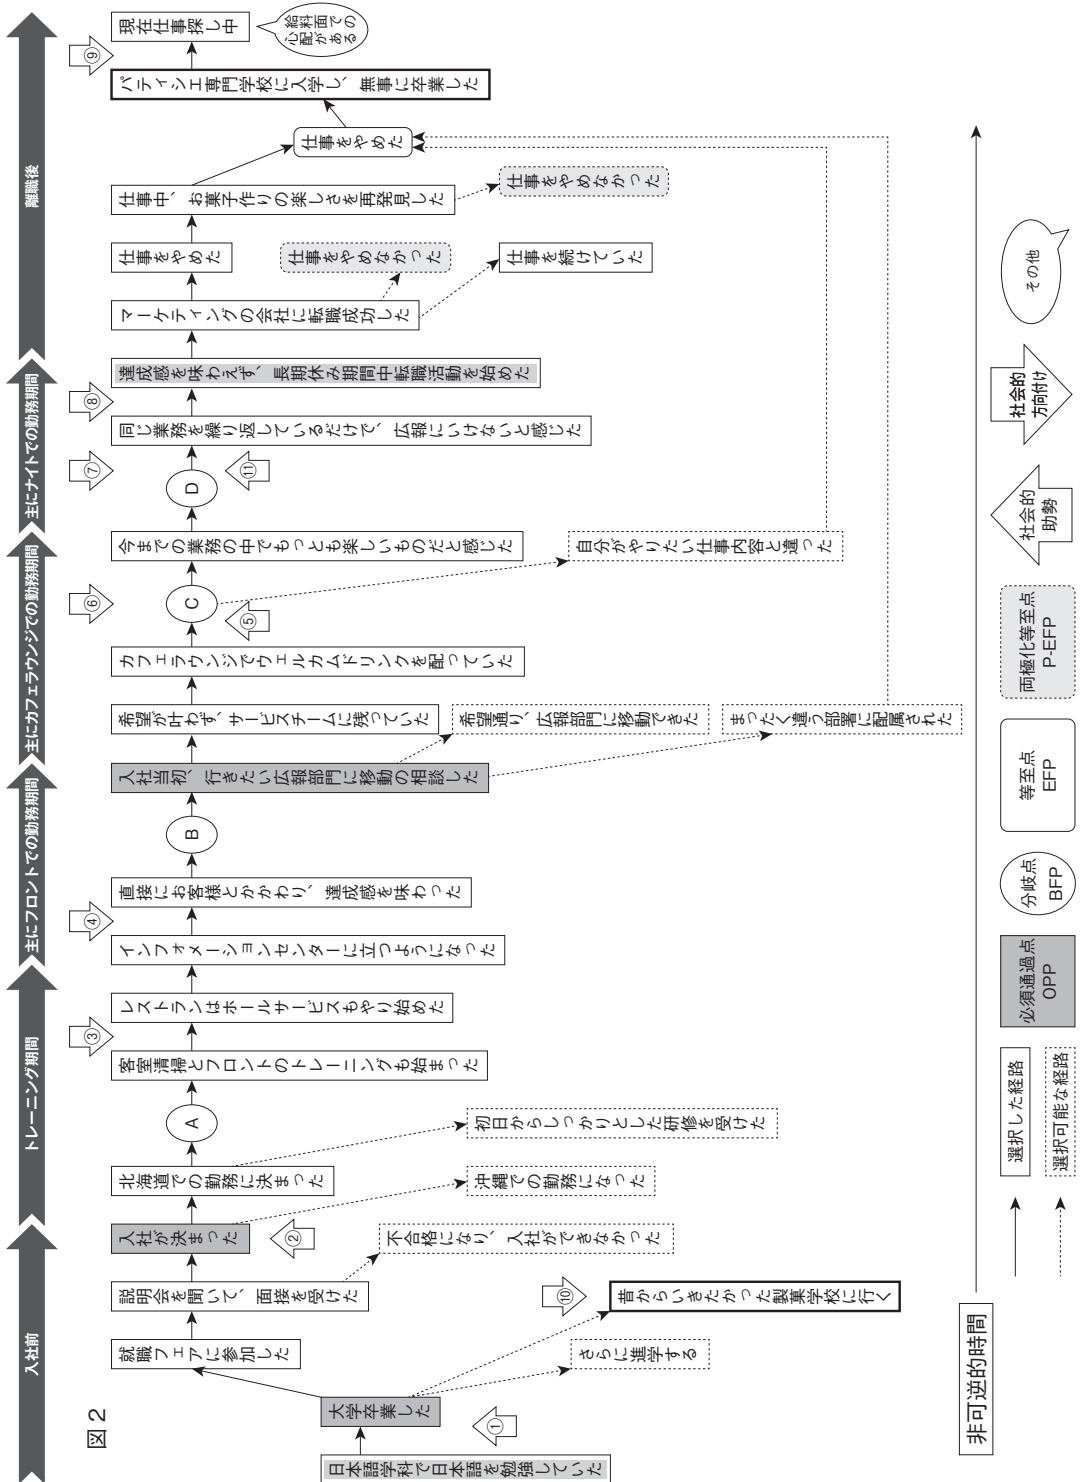 図2
入社前
トレーニング期間
主にフロントでの勤務期間
主にカフェラウンジでの勤務期間
主にナイトでの勤務期間
離職後
日本語学科で日本語を勉強していた
①
大学卒業した
就職フェアに参加した
さらに進学する
⑩
昔からいきたかった製菓学校に行く
説明会を聞いて、面接を受けた
不合格になり、入社ができなかった
②
入社が決まった
沖縄での勤務になった
北海道での勤務に決まった
初日からしっかりとした研修を受けた
A
客室清掃とフロントのトレーニングも始まった
③
レストランはホールサービスもやり始めた
インフォメーションセンターに立つようになった
④
直接にお客様とかかわり、達成感を味わった
B
入社当初、行きたい広報部門に移動の相談した
希望が叶わず、サービスチームに残っていた
希望通り、広報部門に移動できた
まったく違う部署に配属された
カフェラウンジでウェルカムドリンクを配っていた
⑤
⑥
C
今までの業務の中でもっとも楽しいものだと感じた
自分がやりたい仕事内容と違った
D
⑦
⑪
同じ業務を繰り返しているだけで、広報にいけないと感じた
⑧
達成感を味わえず、長期休み期間中転職活動を始めた
マーケティングの会社に転職成功した
仕事をやめた
仕事をやめなかった
仕事を続けていた
仕事中、お菓子作りの楽しさを再発見した
仕事をやめなかった
仕事をやめた
パティシエ専門学校に入学し、無事に卒業した
⑨
現在仕事探し中
給料面での
心配がある
非可逆的時間
選択した経路
選択可能な経路
必須通過点
OPP
分岐点
BFP
等至点
EFP
両極化等至点
P-EFP
社会的
助勢
社会的
方向付け
その他